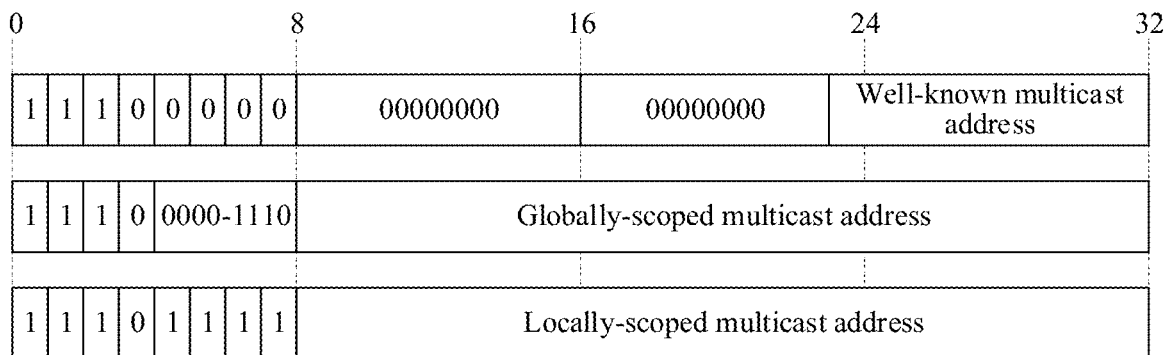 0 8 16 24 32
1 1 1 0 0 0 0 0 00000000 00000000 Well-known multicast
address
1 1 1 0 0000-1110 Globally-scoped multicast address
1 1 1 0 1 1 1 1 Locally-scoped multicast address